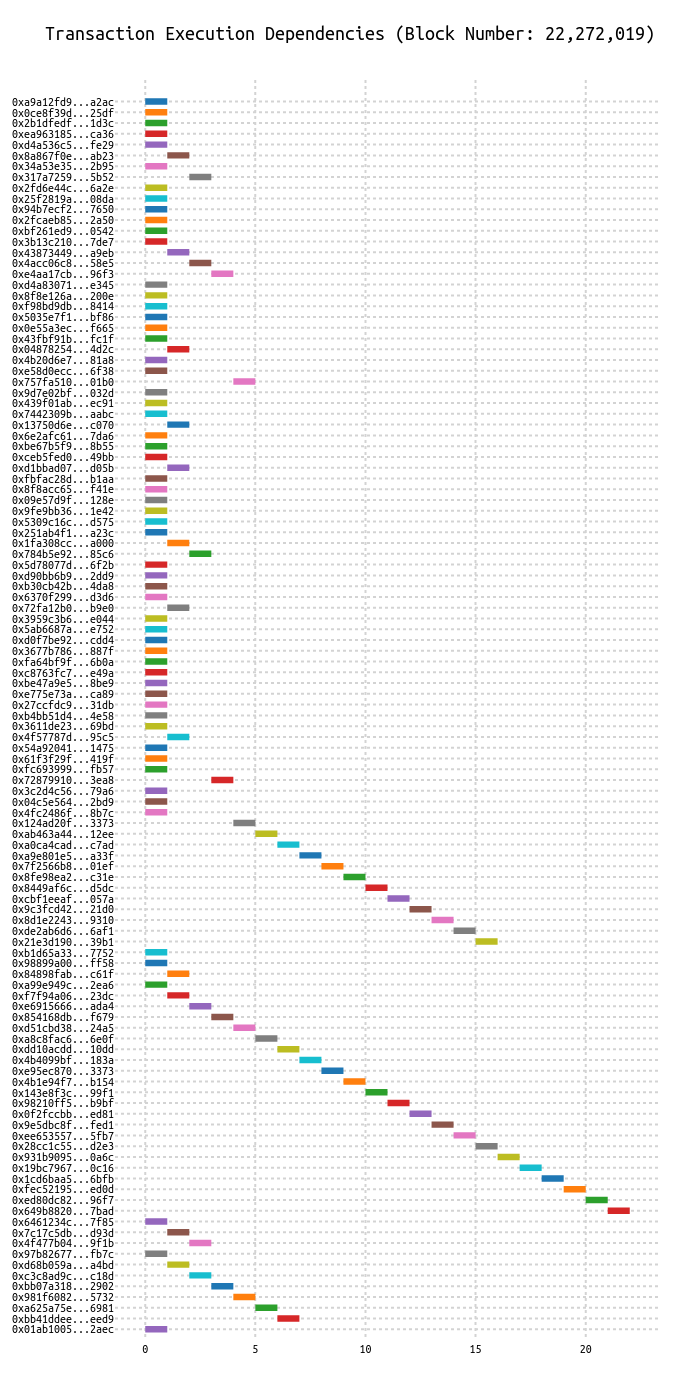 Transaction Execution Dependencies (Block Number: 22,272,019)
0xa9a12fd9...a2ac
0x0ce8f39d...25df
0x2b1dfedf...1d3c
0xea963185...ca36
0xd4a536c5...fe29
0x8a867f0e...ab23
0x34a53e35...2b95
0x317a7259...5b52
0x2fd6e44c...6a2e
0x25f2819a...08da
0x94b7ecf2...7650
0x2fcaeb85...2a50
0xbf261ed9...0542
0x3b13c210...7de7
0x43873449...a9eb
0x4acc06c8...58e5
0xe4aa17cb...96f3
0xd4a83071...e345
0x8f8e126a...200e
0xf98bd9db...8414
0x5035e7f1...bf86
0x0e55a3ec...f665
0x43fbf91b...fc1f
0x04878254...4d2c
0x4b20d6e7...81a8
0xe58d0ecc...6f38
0x757fa510...01b0
0x9d7e02bf...032d
0x439f01ab...ec91
0x7442309b...aabc
0x13750d6e...c070
0x6e2afc61...7da6
0xbe67b5f9...8b55
0xceb5fed0...49bb
0xd1bbad07...d05b
0xfbfac28d...b1aa
0x8f8acc65...f41e
0x09e57d9f...128e
0x9fe9bb36...1e42
0x5309c16c...d575
0x251ab4f1...a23c
0x1fa308cc...a000
0x784b5e92...85c6
0x5d78077d...6f2b
0xd90bb6b9...2dd9
0xb30cb42b...4da8
0x6370f299...d3d6
0x72fa12b0...b9e0
0x3959c3b6...e044
0x5ab6687a...e752
0xd0f7be92...cdd4
0x3677b786...887f
0xfa64bf9f...6b0a
0xc8763fc7...e49a
0xbe47a9e5...8be9
0xe775e73a...ca89
0x27ccfdc9...31db
0xb4bb51d4...4e58
0x3611de23...69bd
0x4f57787d...95c5
0x54a92041...1475
0x61f3f29f...419f
0xfc693999...fb57
0x72879910...3ea8
0x3c2d4c56...79a6
0x04c5e564...2bd9
0x4fc2486f...8b7c
0x124ad20f...3373
0xab463a44...12ee
0xa0ca4cad...c7ad
0xa9e801e5...a33f
0x7f2566b8...01ef
0x8fe98ea2...c31e
0x8449af6c...d5dc
0xcbf1eeaf...057a
0x9c3fcd42...21d0
0x8d1e2243...9310
0xde2ab6d6...6af1
0x21e3d190...39b1
0xb1d65a33...7752
0x98899a00...ff58
0x84898fab...c61f
0xa99e949c...2ea6
0xf7f94a06...23dc
0xe6915666...ada4
0x854168db...f679
0xd51cbd38...24a5
0xa8c8fac6...6e0f
0xdd10acdd...10dd
0x4b4099bf...183a
0xe95ec870...3373
0x4b1e94f7...b154
0x143e8f3c...99f1
0x98210ff5...b9bf
0x0f2fccbb...ed81
0x9e5dbc8f...fed1
0xee653557...5fb7
0x28cc1c55...d2e3
0x931b9095...0a6c
0x19bc7967...0c16
0x1cd6baa5...6bfb
0xfec52195...ed0d
0xed80dc82...96f7
0x649b8820...7bad
0x6461234c...7f85
0x7c17c5db...d93d
0x4f477b04...9f1b
0x97b82677...fb7c
0xd68b059a...a4bd
0xc3c8ad9c...c18d
0xbb07a318...2902
0x981f6082...5732
0xa625a75e...6981
0xbb41ddee...eed9
0x01ab1005...2aec
0 5 10 15 20